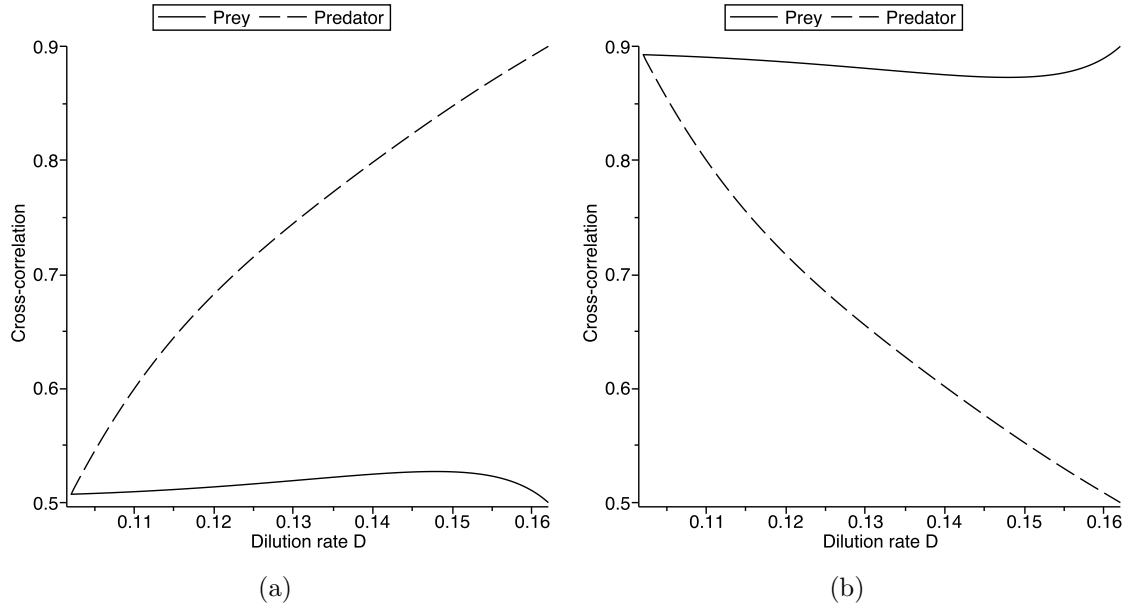 Prey Predator
Cross-correlation
0.9
0.8
0.7
0.6
0.5
0.11 0.12 0.13 0.14 0.15 0.16
Dilution rate D
(a)
Prey Predator
Cross-correlation
0.9
0.8
0.7
0.6
0.5
0.11 0.12 0.13 0.14 0.15 0.16
Dilution rate D
(b)